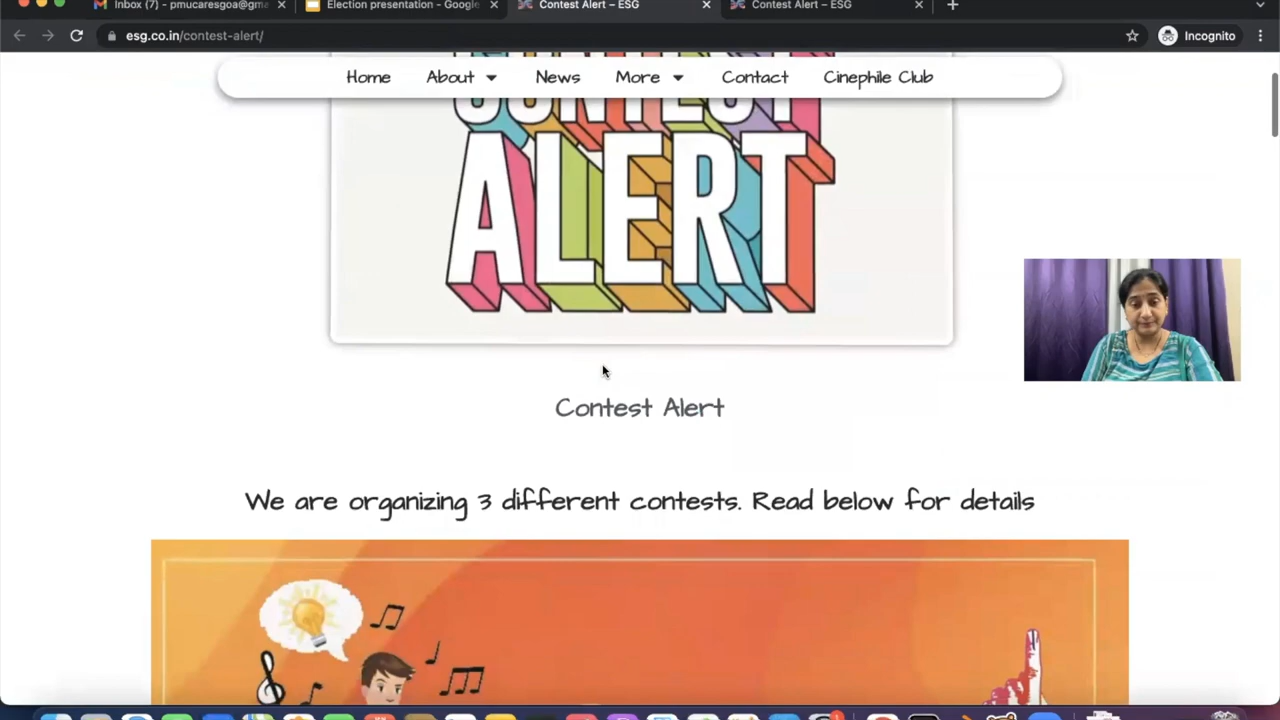 Inbox (7) - pmucaresgoa@gma
Election presentation - Google
Contest Alert – ESG
Contest Alert – ESG
esg.co.in/contest-alert/
Incognito
Home About News More Contact Cinephile Club
CONTEST
ALERT
Contest Alert
We are organizing 3 different contests. Read below for details